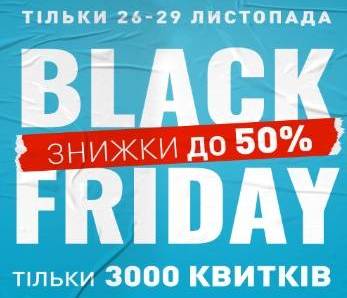 ТІЛЬКИ 26-29 ЛИСТОПАДА
BLACK
ЗНИЖКИ ДО 50%
FRIDAY
ТІЛЬКИ 3000 КВИТКІВ